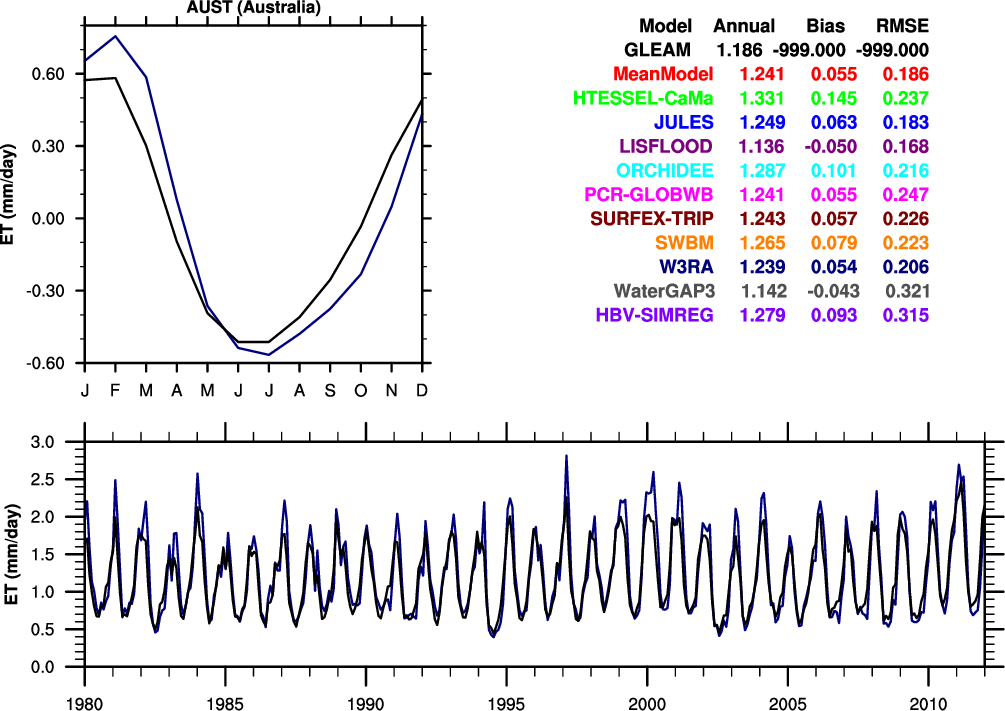 AUST (Australia)
ET (mm/day)
0.60
0.30
0.00
-0.30
-0.60
J F M A M J J A S O N D
Model Annual Bias RMSE
GLEAM 1.186 -999.000 -999.000
MeanModel 1.241 0.055 0.186
HTESSEL-CaMa 1.331 0.145 0.237
JULES 1.249 0.063 0.183
LISFLOOD 1.136 -0.050 0.168
ORCHIDEE 1.287 0.101 0.216
PCR-GLOBWB 1.241 0.055 0.247
SURFEX-TRIP 1.243 0.057 0.226
SWBM 1.265 0.079 0.223
W3RA 1.239 0.054 0.206
WaterGAP3 1.142 -0.043 0.321
HBV-SIMREG 1.279 0.093 0.315
ET (mm/day)
3.0
2.5
2.0
1.5
1.0
0.5
0.0
1980 1985 1990 1995 2000 2005 2010